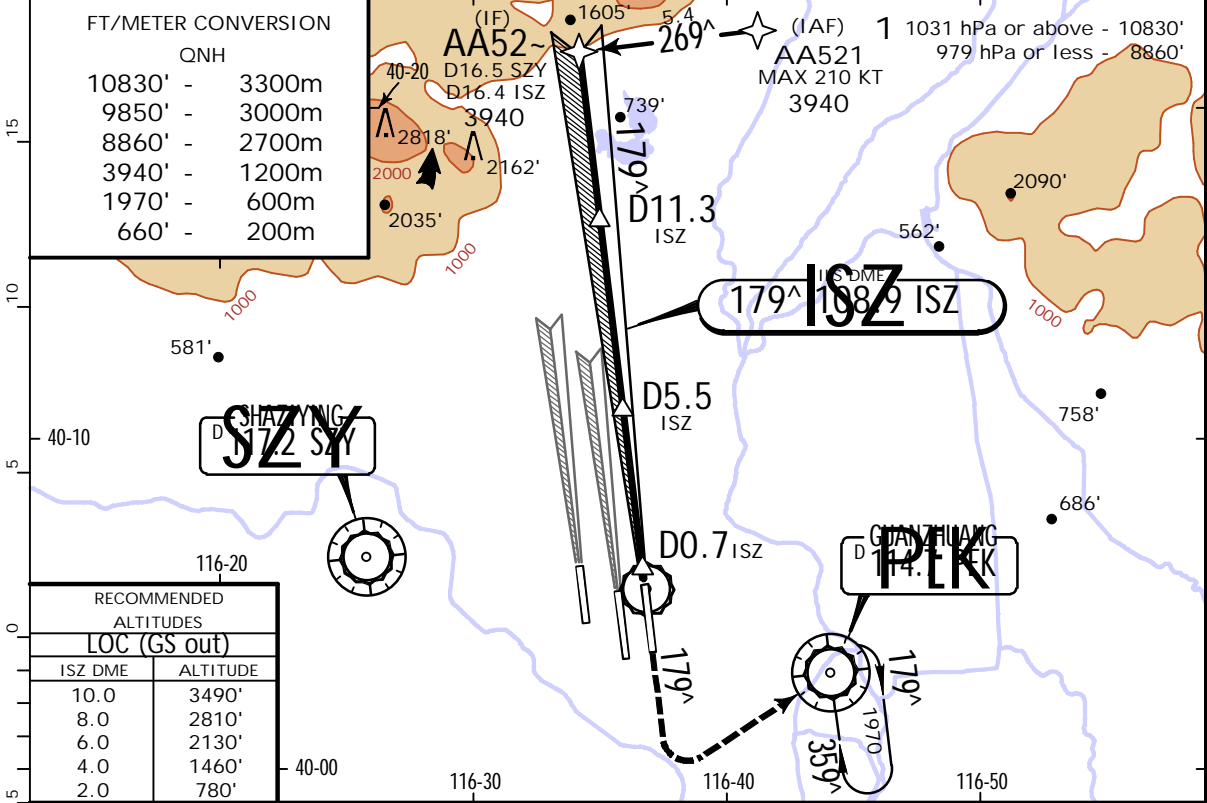 FT/METER CONVERSION
QNH
10830' - 3300m
9850' - 3000m
8860' - 2700m
3940' - 1200m
1970' - 600m
660' - 200m
(IF)
AA52~
D16.5 SZY
D16.4 ISZ
3940
1605'
5.4
269^
(IAF)
AA521
MAX 210 KT
3940
1 1031 hPa or above - 10830'
979 hPa or less - 8860'
40-20
2818'
2162'
2000
2035'
1000
1000
739'
179^
D11.3
ISZ
2090'
562'
1000
15
10
5
0
5
ILS DME
179^ 108.9 ISZ
ISZ
581'
D5.5
ISZ
758'
40-10
SHAZIYING
D 117.2 SZY
SZY
686'
116-20
D0.7 ISZ
GUANZHUANG
D 114.7 PEK
PEK
RECOMMENDED
ALTITUDES
LOC (GS out)
ISZ DME ALTITUDE
10.0 3490'
8.0 2810'
6.0 2130'
4.0 1460'
2.0 780'
179^
179^
1970
359^
40-00
116-30
116-40
116-50